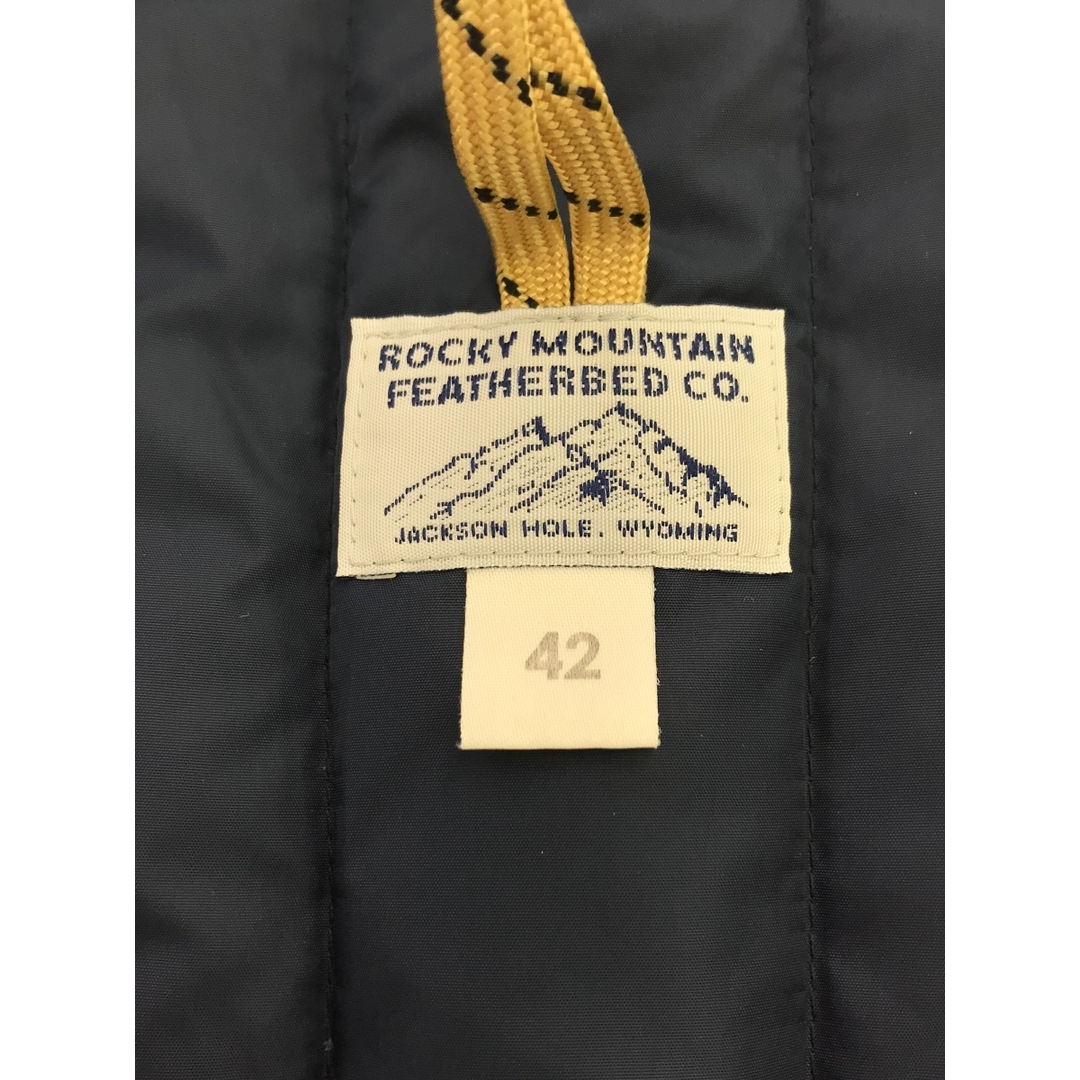 ROCKY MOUNTAIN
FEATHERBED CO.
JACKSON HOLE. WYOMING
42